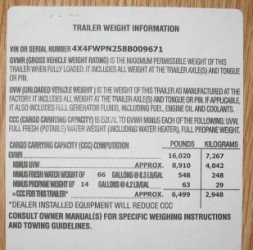 TRAILER WEIGHT INFORMATION
VIN OR SERIAL NUMBER 4X4FWPN258B009671
GVWR (GROSS VEHICLE WEIGHT RATING) IS THE MAXIMUM PERMISSIBLE WEIGHT OF THIS
TRAILER WHEN FULLY LOADED. IT INCLUDES ALL WEIGHT AT THE TRAILER AXLE(S) AND TONGUE
OR PIN.
UVW (UNLOADED VEHICLE WEIGHT) IS THE WEIGHT OF THIS TRAILER AS MANUFACTURED AT THE
FACTORY. IT INCLUDES ALL WEIGHT AT THE TRAILER AXLE(S) AND TONGUE OR PIN. IF APPLICABLE,
IT ALSO INCLUDES FULL GENERATOR FLUIDS, INCLUDING FUEL, ENGINE OIL AND COOLANTS.
CCC (CARGO CARRYING CAPACITY) IS EQUAL TO GVWR MINUS EACH OF THE FOLLOWING: UVW,
FULL FRESH (POTABLE) WATER WEIGHT (INCLUDING WATER HEATER), FULL PROPANE WEIGHT.
CARGO CARRYING CAPACITY (CCC) COMPUTATION POUNDS KILOGRAMS
GVWR 16,020 7,267
MINUS UVW APPROX. 8,910 4,042
MINUS FRESH WATER WEIGHT OF 66 GALLONS @ 8.3 LB/GAL 548 248
MINUS PROPANE WEIGHT OF 14 GALLONS @ 4.2 LB/GAL 63 29
=CCC FOR THIS TRAILER* APPROX. 6,499 2,948
*DEALER INSTALLED EQUIPMENT WILL REDUCE CCC
CONSULT OWNER MANUAL(S) FOR SPECIFIC WEIGHING INSTRUCTIONS
AND TOWING GUIDELINES.